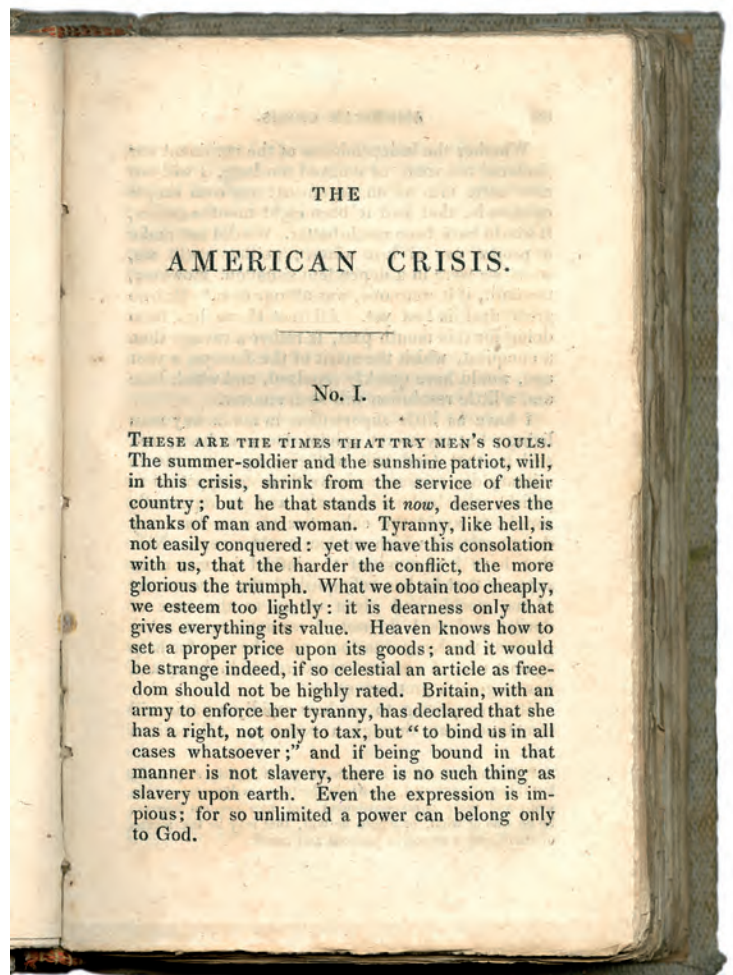 THE
AMERICAN CRISIS.
No. I.
THESE ARE THE TIMES THAT TRY MEN'S SOULS.
The summer-soldier and the sunshine patriot, will,
in this crisis, shrink from the service of their
country; but he that stands it now, deserves the
thanks of man and woman. Tyranny, like hell, is
not easily conquered: yet we have this consolation
with us, that the harder the conflict, the more
glorious the triumph. What we obtain too cheaply,
we esteem too lightly: it is dearness only that
gives everything its value. Heaven knows how to
set a proper price upon its goods; and it would
be strange indeed, if so celestial an article as free-
dom should not be highly rated. Britain, with an
army to enforce her tyranny, has declared that she
has a right, not only to tax, but "to bind us in all
cases whatsoever;" and if being bound in that
manner is not slavery, there is no such thing as
slavery upon earth. Even the expression is im-
pious; for so unlimited a power can belong only
to God.